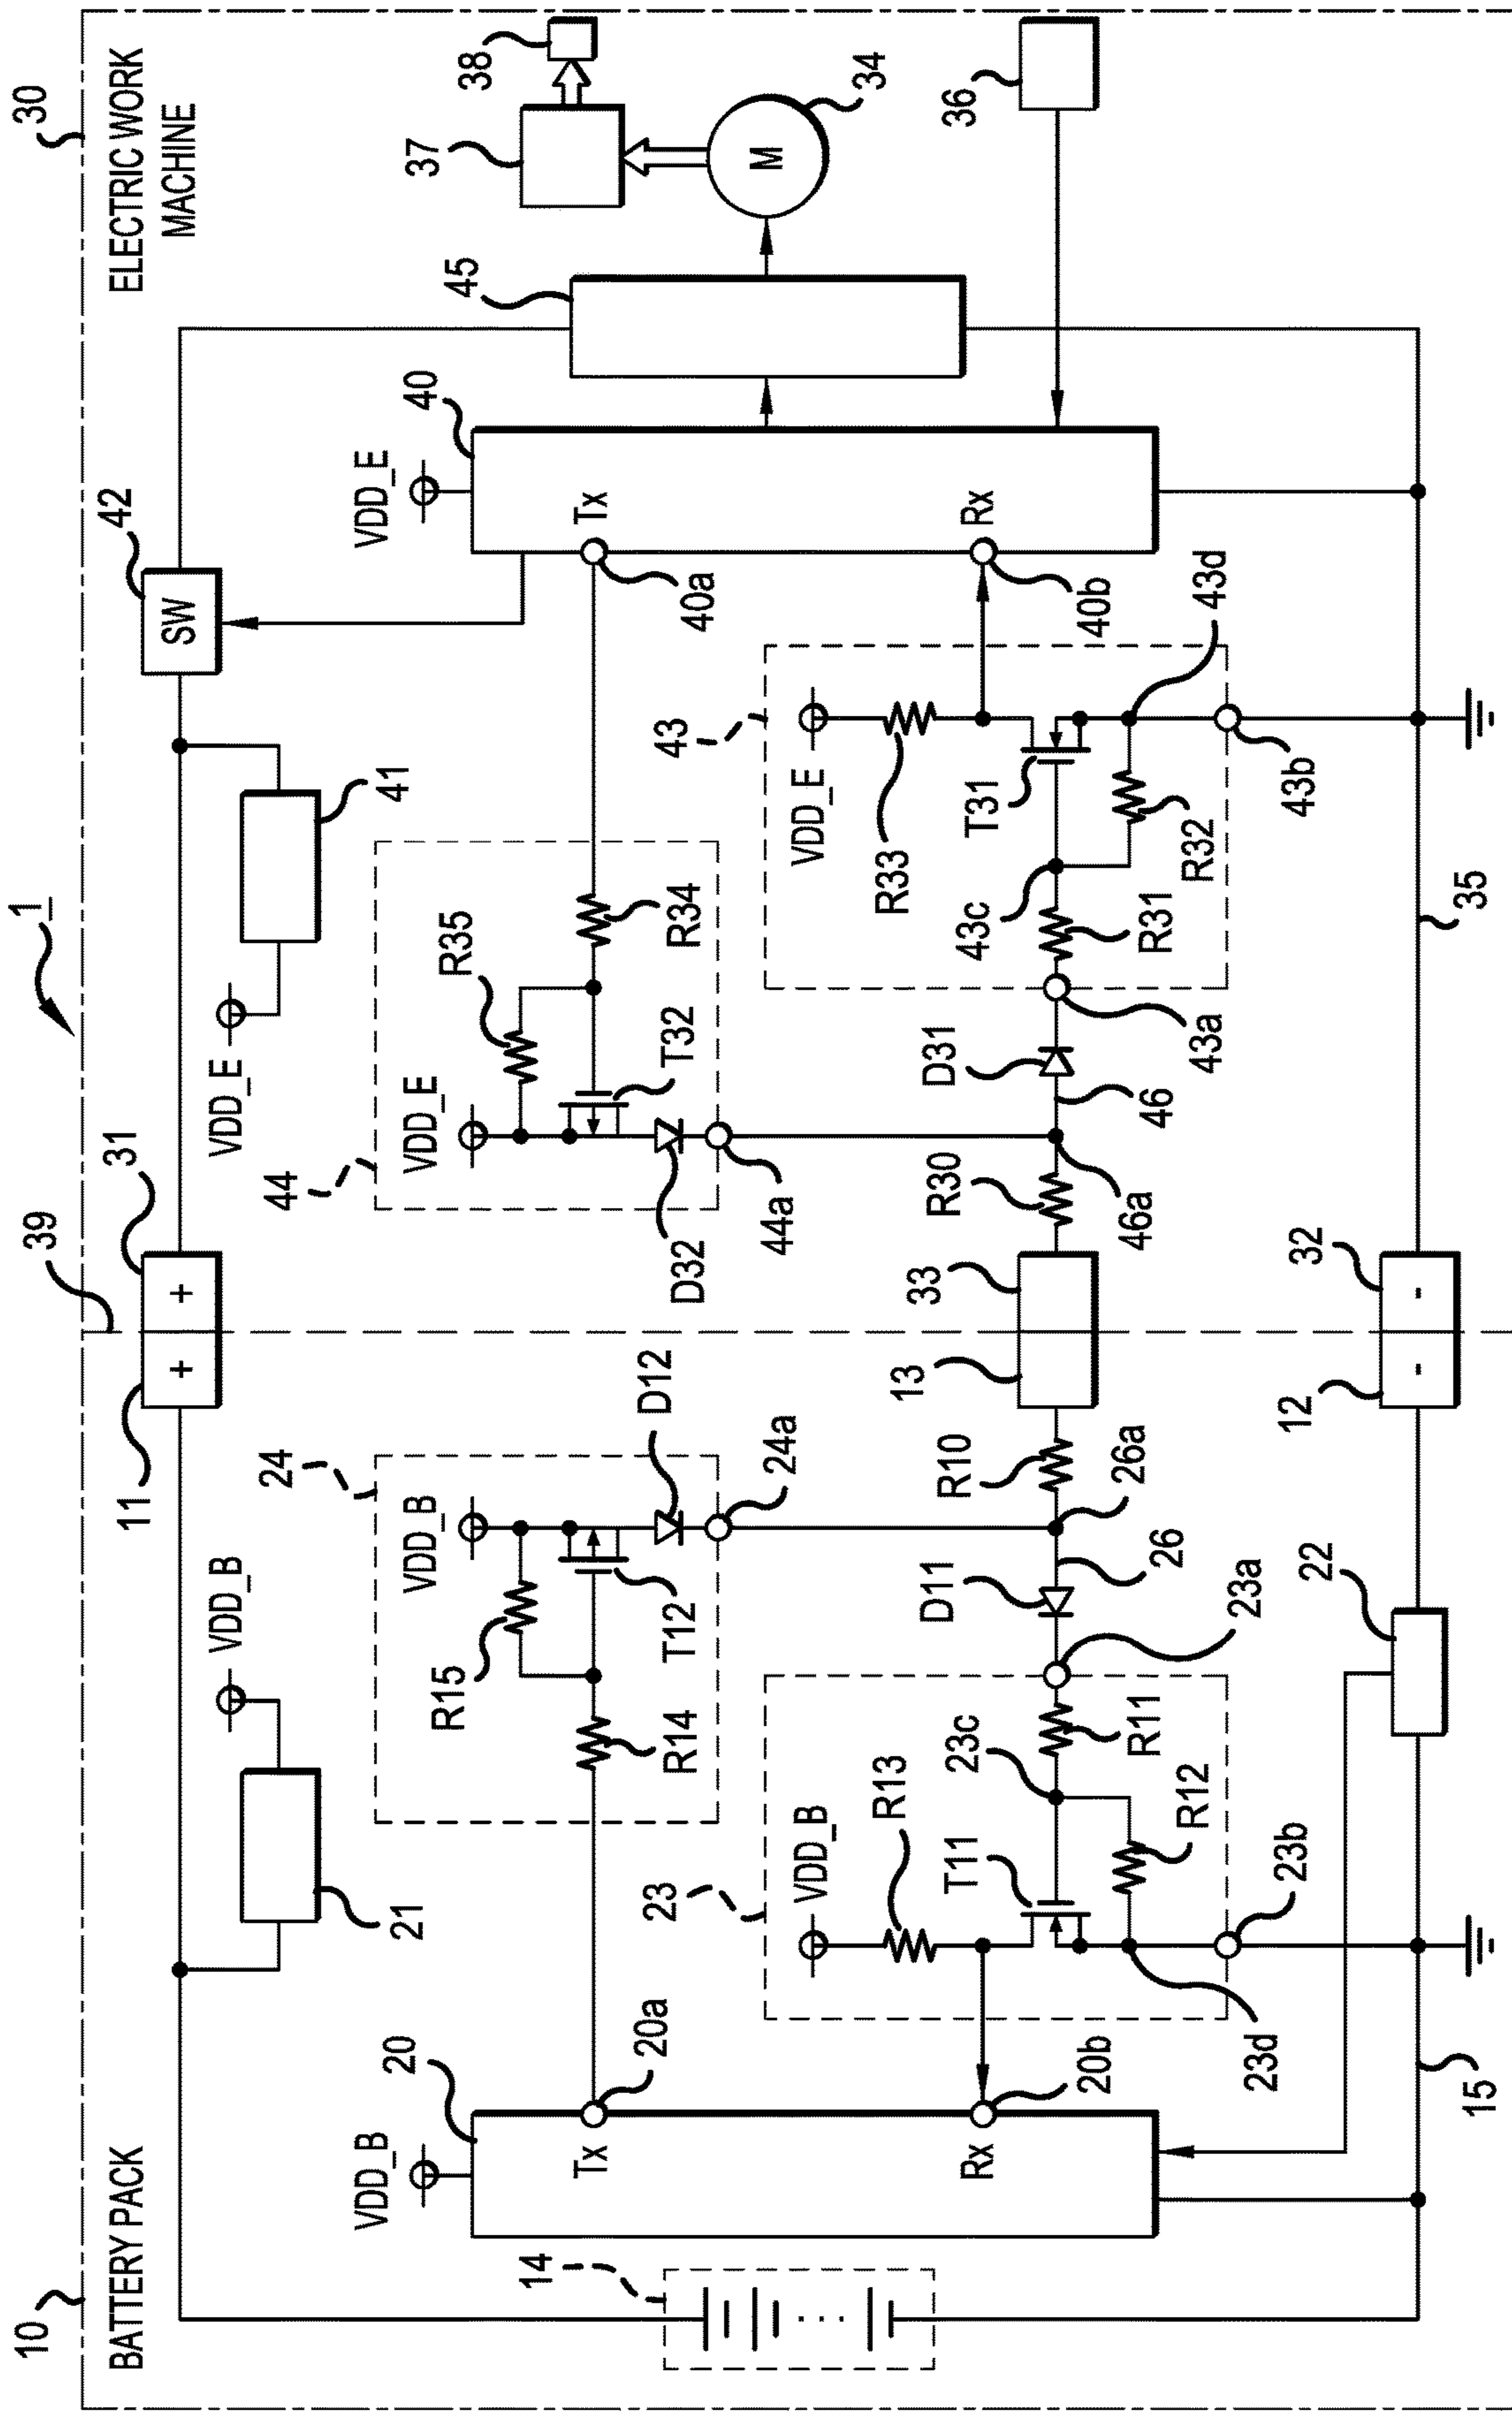 1
10
BATTERY PACK
30
ELECTRIC WORK
MACHINE
39
11
+
+
31
42
SW
21
VDD_B
VDD_E
41
20
VDD_B
Tx
20a
Rx
20b
14
24
VDD_B
R15
R14
T12
D12
24a
23
VDD_B
R13
T11
23c
R11
R12
23d
23b
23a
D11
26
26a
R10
13
33
R30
46a
46
D31
43a
44
VDD_E
R35
R34
T32
D32
44a
43
VDD_E
R33
T31
43c
R31
R32
43d
43b
40
VDD_E
Tx
40a
Rx
40b
45
M
34
37
38
36
15
22
12
-
-
32
35